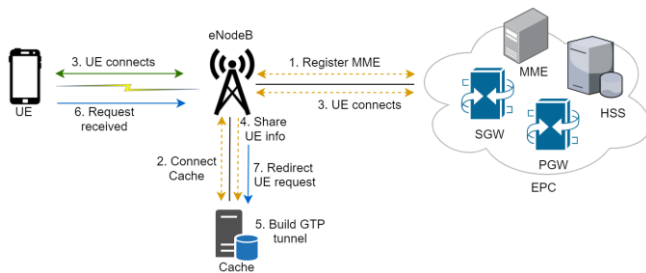 eNodeB
3. UE connects
1. Register MME
MME
UE
6. Request
received
3. UE connects
SGW
HSS
4. Share
UE info
2. Connect
Cache
7. Redirect
UE request
PGW
EPC
5. Build GTP
tunnel
Cache